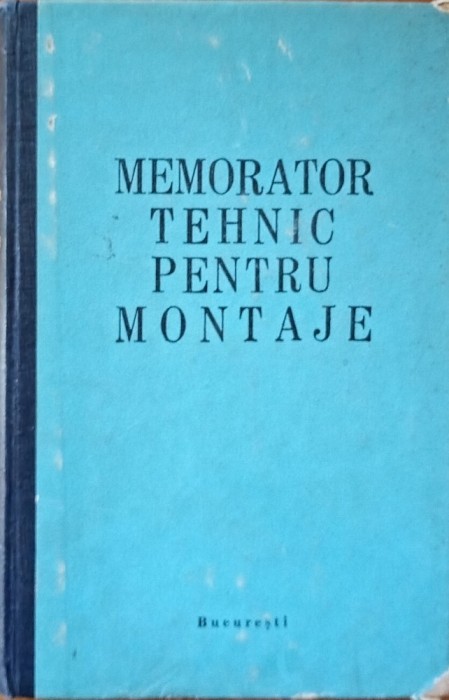 MEMORATOR
TEHNIC
PENTRU
MONTAJE
București